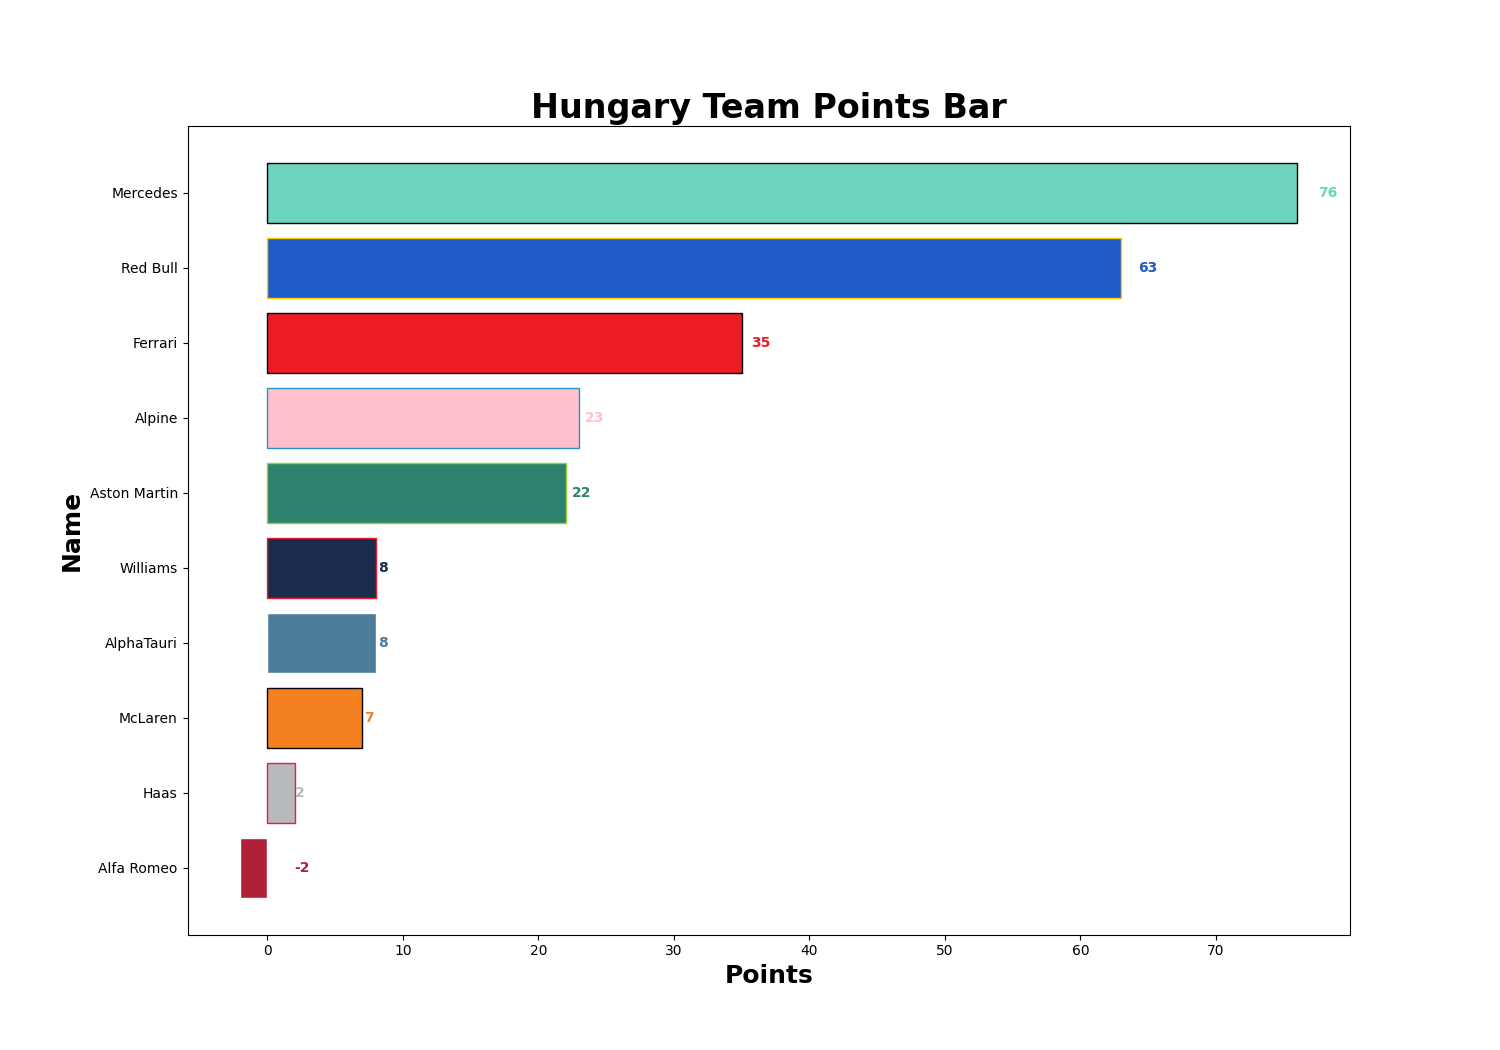 Hungary Team Points Bar
Mercedes 76
Red Bull 63
Ferrari 35
Alpine 23
Aston Martin 22
Williams 8
AlphaTauri 8
McLaren 7
Haas 2
Alfa Romeo -2
Name
0 10 20 30 40 50 60 70
Points